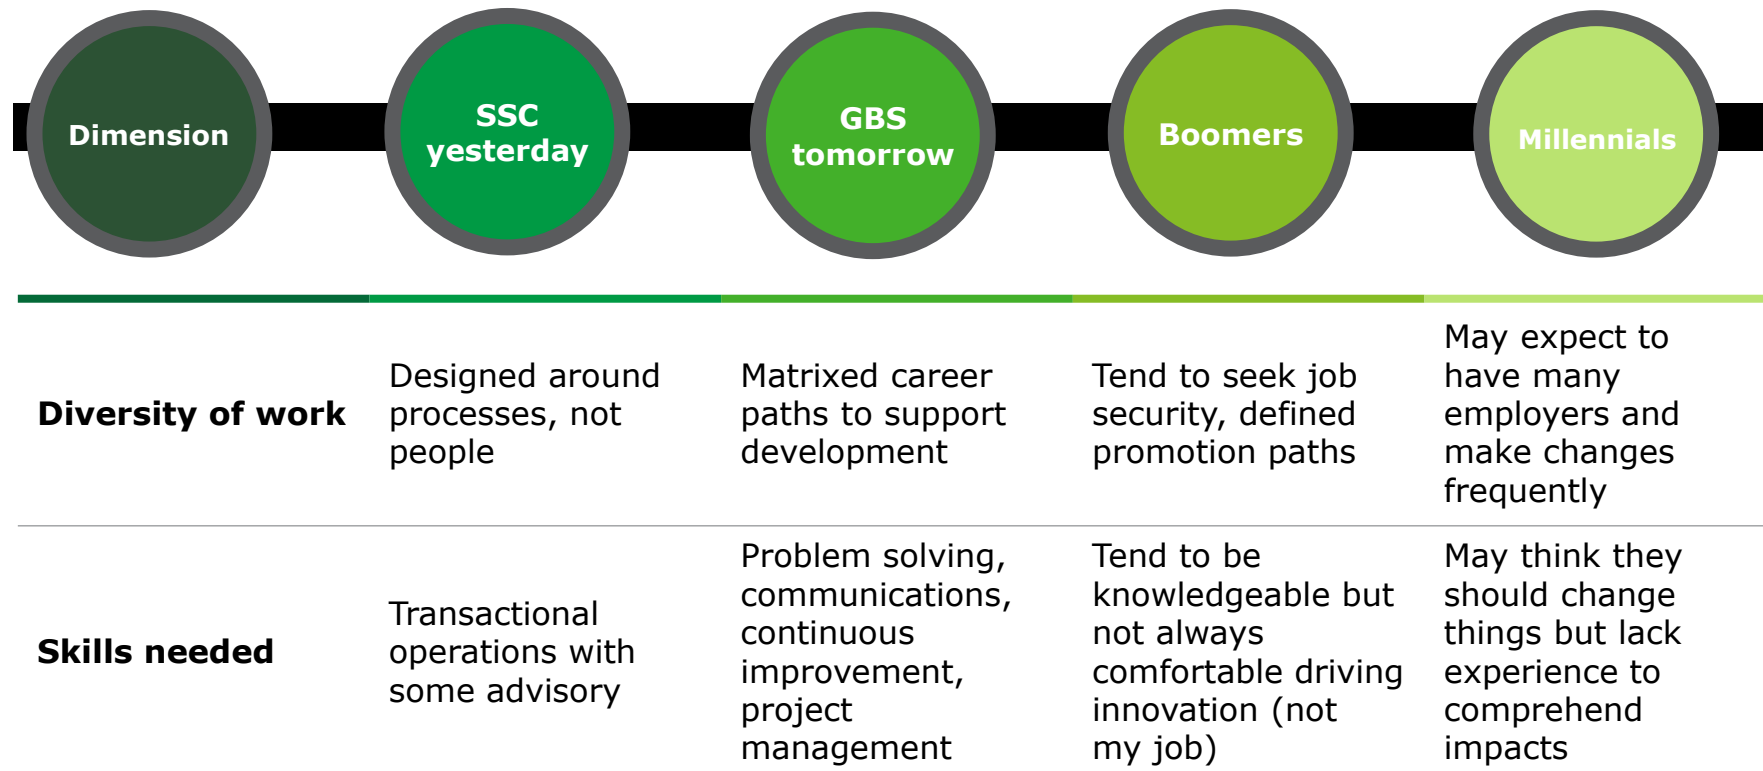 Dimension
SSC
yesterday
GBS
tomorrow
Boomers
Millennials
Diversity of work
Designed around
processes, not
people
Matrixed career
paths to support
development
Tend to seek job
security, defined
promotion paths
May expect to
have many
employers and
make changes
frequently
Skills needed
Transactional
operations with
some advisory
Problem solving,
communications,
continuous
improvement,
project
management
Tend to be
knowledgeable but
not always
comfortable driving
innovation (not
my job)
May think they
should change
things but lack
experience to
comprehend
impacts